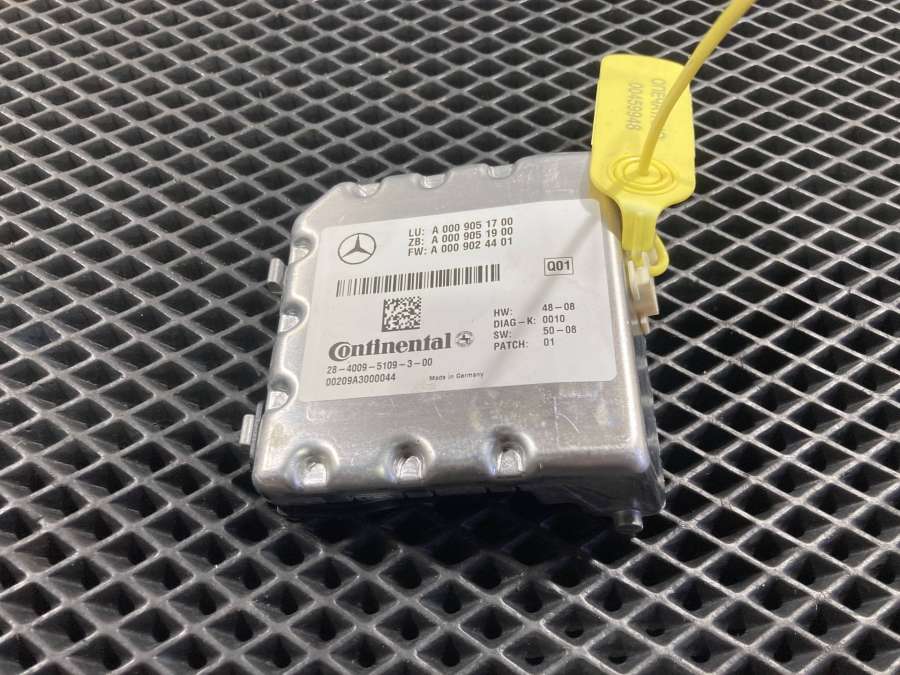 LU: A 000 905 17 00
ZB: A 000 905 19 00
FW: A 000 902 44 01
Q01
HW: 48-08
DIAG-K: 0010
SW: 50-08
PATCH: 01
Continental
28-4009-5109-3-00
00209A3000044 Made in Germany
00459948